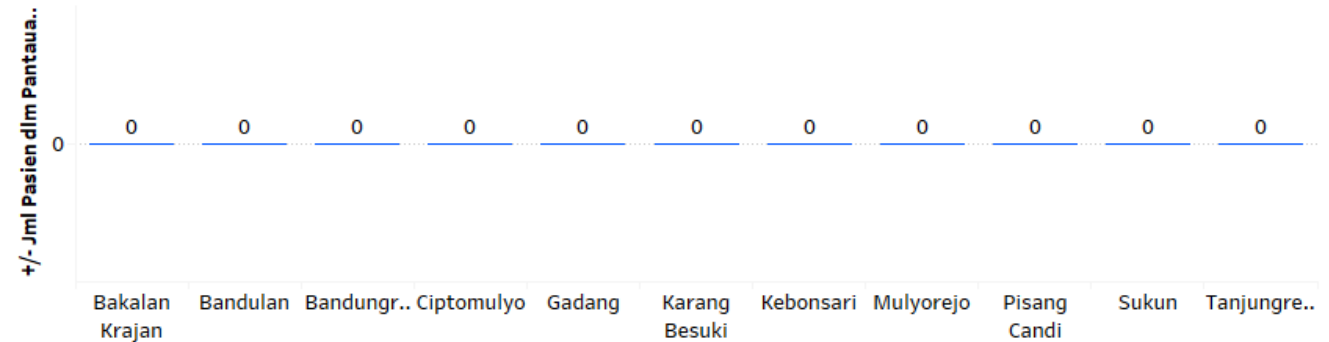 +/- Jml Pasien dlm Pantaua..
0 0 0 0 0 0 0 0 0 0 0
0
Bakalan Krajan
Bandulan
Bandungr..
Ciptomulyo
Gadang
Karang Besuki
Kebonsari
Mulyorejo
Pisang Candi
Sukun
Tanjungre..